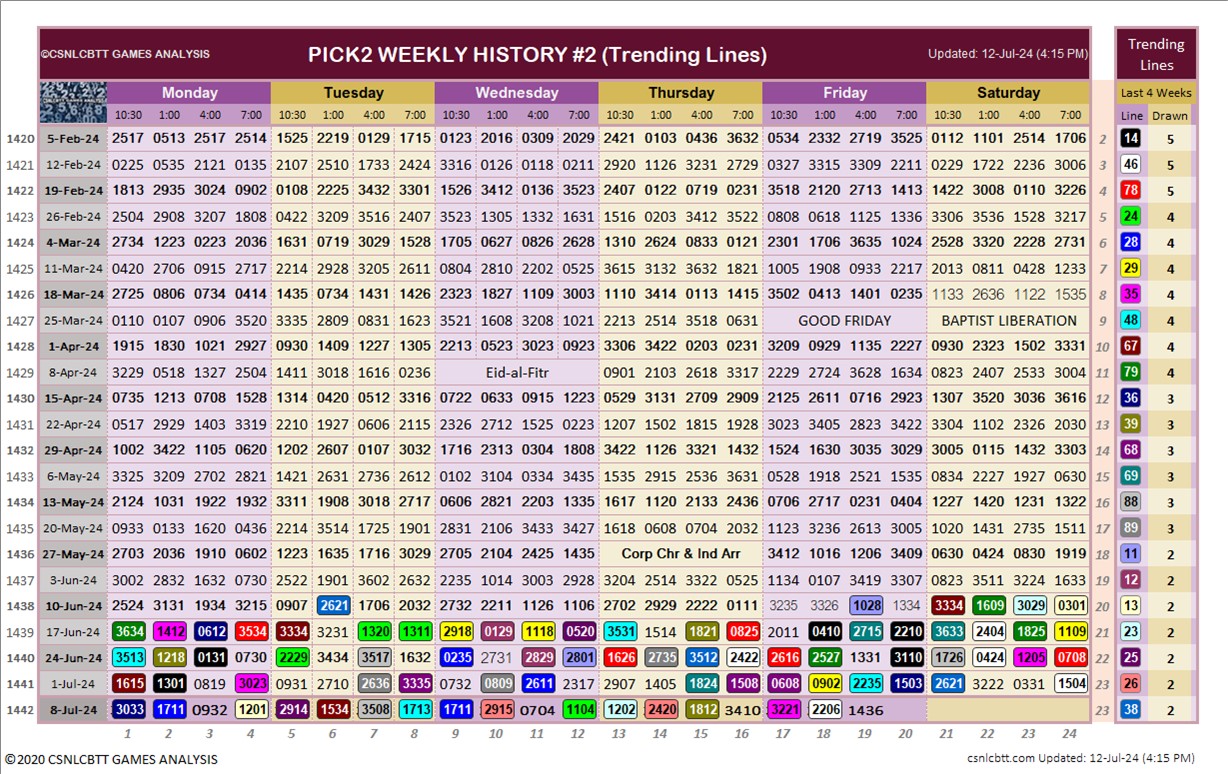 ©CSNLCBTT GAMES ANALYSIS PICK2 WEEKLY HISTORY #2 (Trending Lines) Updated: 12-Jul-24 (4:15 PM) Trending Lines
Monday Tuesday Wednesday Thursday Friday Saturday Last 4 Weeks
10:30 1:00 4:00 7:00 10:30 1:00 4:00 7:00 10:30 1:00 4:00 7:00 10:30 1:00 4:00 7:00 10:30 1:00 4:00 7:00 10:30 1:00 4:00 7:00 Line Drawn
1420 5-Feb-24 2517 0513 2517 2514 1525 2219 0129 1715 0123 2016 0309 2029 2421 0103 0436 3632 0534 2332 2719 3525 0112 1101 2514 1706 2 14 5
1421 12-Feb-24 0225 0535 2121 0135 2107 2510 1733 2424 3316 0126 0118 0211 2920 1126 3231 2729 0327 3315 3309 2211 0229 1722 2236 3006 3 46 5
1422 19-Feb-24 1813 2935 3024 0902 0108 2225 3432 3301 1526 3412 0136 3523 2407 0122 0719 0231 3518 2120 2713 1413 1422 3008 0110 3226 4 78 5
1423 26-Feb-24 2504 2908 3207 1808 0422 3209 3516 2407 3523 1305 1332 1631 1516 0203 3412 3522 0808 0618 1125 1336 3306 3536 1528 3217 5 24 4
1424 4-Mar-24 2734 1223 0223 2036 1631 0719 3029 1528 1705 0627 0826 2628 1310 2624 0833 0121 2301 1706 3635 1024 2528 3320 2228 2731 6 28 4
1425 11-Mar-24 0420 2706 0915 2717 2214 2928 3205 2611 0804 2810 2202 0525 3615 3132 3632 1821 1005 1908 0933 2217 2013 0811 0428 1233 7 29 4
1426 18-Mar-24 2725 0806 0734 0414 1435 0734 1431 1425 2323 1827 1109 3003 1110 3414 0113 1415 3502 0413 1461 0235 1133 2636 1122 1535 8 35 4
1427 25-Mar-24 0110 0107 0906 3520 3335 2809 0831 1623 3521 1608 3208 1021 2213 2514 3518 0631 GOOD FRIDAY BAPTIST LIBERATION 9 48 4
1428 1-Apr-24 1915 1830 1021 2927 0930 1409 1227 1305 2213 0523 3023 0923 3306 3422 0203 0231 3209 0929 1135 2227 0930 2323 1502 3331 10 67 4
1429 8-Apr-24 3229 0518 1327 2504 1411 3018 1616 0236 Eid-al-Fitr 0901 2103 2618 3317 2229 2724 3628 1634 0823 2407 2533 3004 11 79 4
1430 15-Apr-24 0735 1213 0708 1528 1314 0420 0512 3316 0722 0633 0915 1223 0529 3131 2709 2909 2125 2611 0716 2923 1307 3520 3036 3616 12 36 3
1431 22-Apr-24 0517 2929 1403 3319 2210 1927 0606 2113 2326 2712 1525 0223 1207 1502 1815 1928 3023 3405 2823 3422 3304 1102 2326 2030 13 39 3
1432 29-Apr-24 1002 3422 1105 0620 1202 2607 0107 3032 1716 2313 0304 1808 3422 1126 3321 1432 1524 1630 3035 3029 3005 0115 1432 3303 14 68 3
1433 6-May-24 3325 3209 2702 2821 1421 2631 2736 2611 0102 3104 0334 3435 1535 2915 2536 3631 0528 1918 2521 1535 0834 2227 1927 0630 15 69 3
1434 13-May-24 2124 1031 1922 1932 3311 1908 3018 2717 0606 2821 2203 1335 1617 1120 2133 2436 0706 2717 0231 0404 1227 1420 1231 1322 16 88 3
1435 20-May-24 0933 0133 1620 0436 2214 3514 1725 1901 2831 2106 3433 3427 1618 0608 0704 2032 1123 3236 2613 3005 1020 1431 2735 1511 17 89 3
1436 27-May-24 2703 2036 1910 0602 1223 1635 1716 3029 2705 2104 2425 1435 Corp Chr & Ind Arr 3412 1016 1206 3409 0630 0424 0830 1919 18 11 2
1437 3-Jun-24 3002 2832 1632 0730 2522 1901 3602 2632 2235 1014 3003 2928 3204 2514 3322 0525 1134 0107 3419 3307 0823 3511 3224 1633 19 12 2
1438 10-Jun-24 2524 3131 1934 3215 0907 2621 1706 2032 2732 2211 1126 1106 2702 2929 2222 0111 3235 3326 1028 1334 3334 1609 3029 0301 20 13 2
1439 17-Jun-24 3634 1412 0612 3534 3334 3231 1320 1311 2918 0129 1118 0520 3531 1514 1821 0825 2011 0410 2715 2210 3633 2404 1825 1109 21 23 2
1440 24-Jun-24 3513 1218 0131 0730 2229 3434 3517 1632 0235 2731 2829 2801 1626 2735 3512 2422 2616 2527 1331 3110 1726 0424 1205 0708 22 25 2
1441 1-Jul-24 1615 1301 0819 3023 0931 2710 2636 3335 0732 0809 2611 2317 2907 1405 1824 1508 0608 0902 2235 1503 2621 3222 0331 1504 23 26 2
1442 8-Jul-24 3033 1711 0932 1201 2914 1534 3508 1713 1711 2915 0704 1104 1202 2420 1812 3410 3221 2206 1436 23 38 2
1 2 3 4 5 6 7 8 9 10 11 12 13 14 15 16 17 18 19 20 21 22 23 24
©2020 CSNLCBTT GAMES ANALYSIS csnlcbtt.com Updated: 12-Jul-24 (4:15 PM)